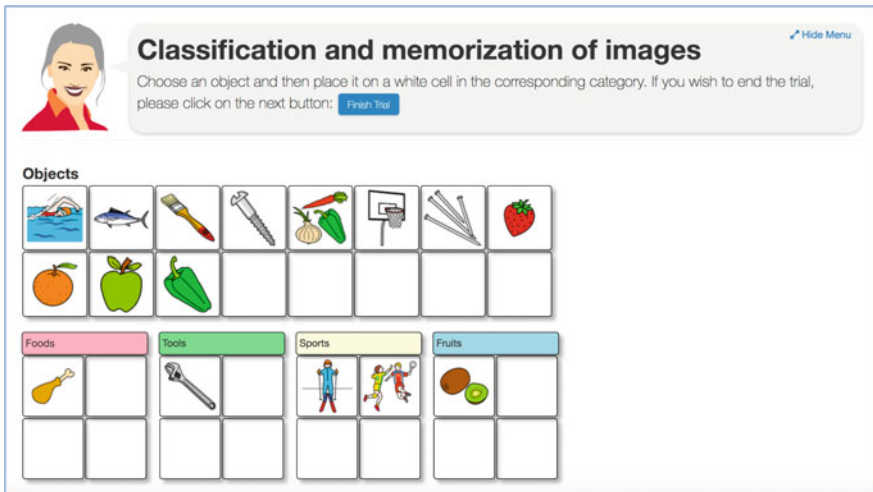 Hide Menu
Classification and memorization of images
Choose an object and then place it on a white cell in the corresponding category. If you wish to end the trial,
please click on the next button: Finish Trial
Objects
Foods Tools Sports Fruits